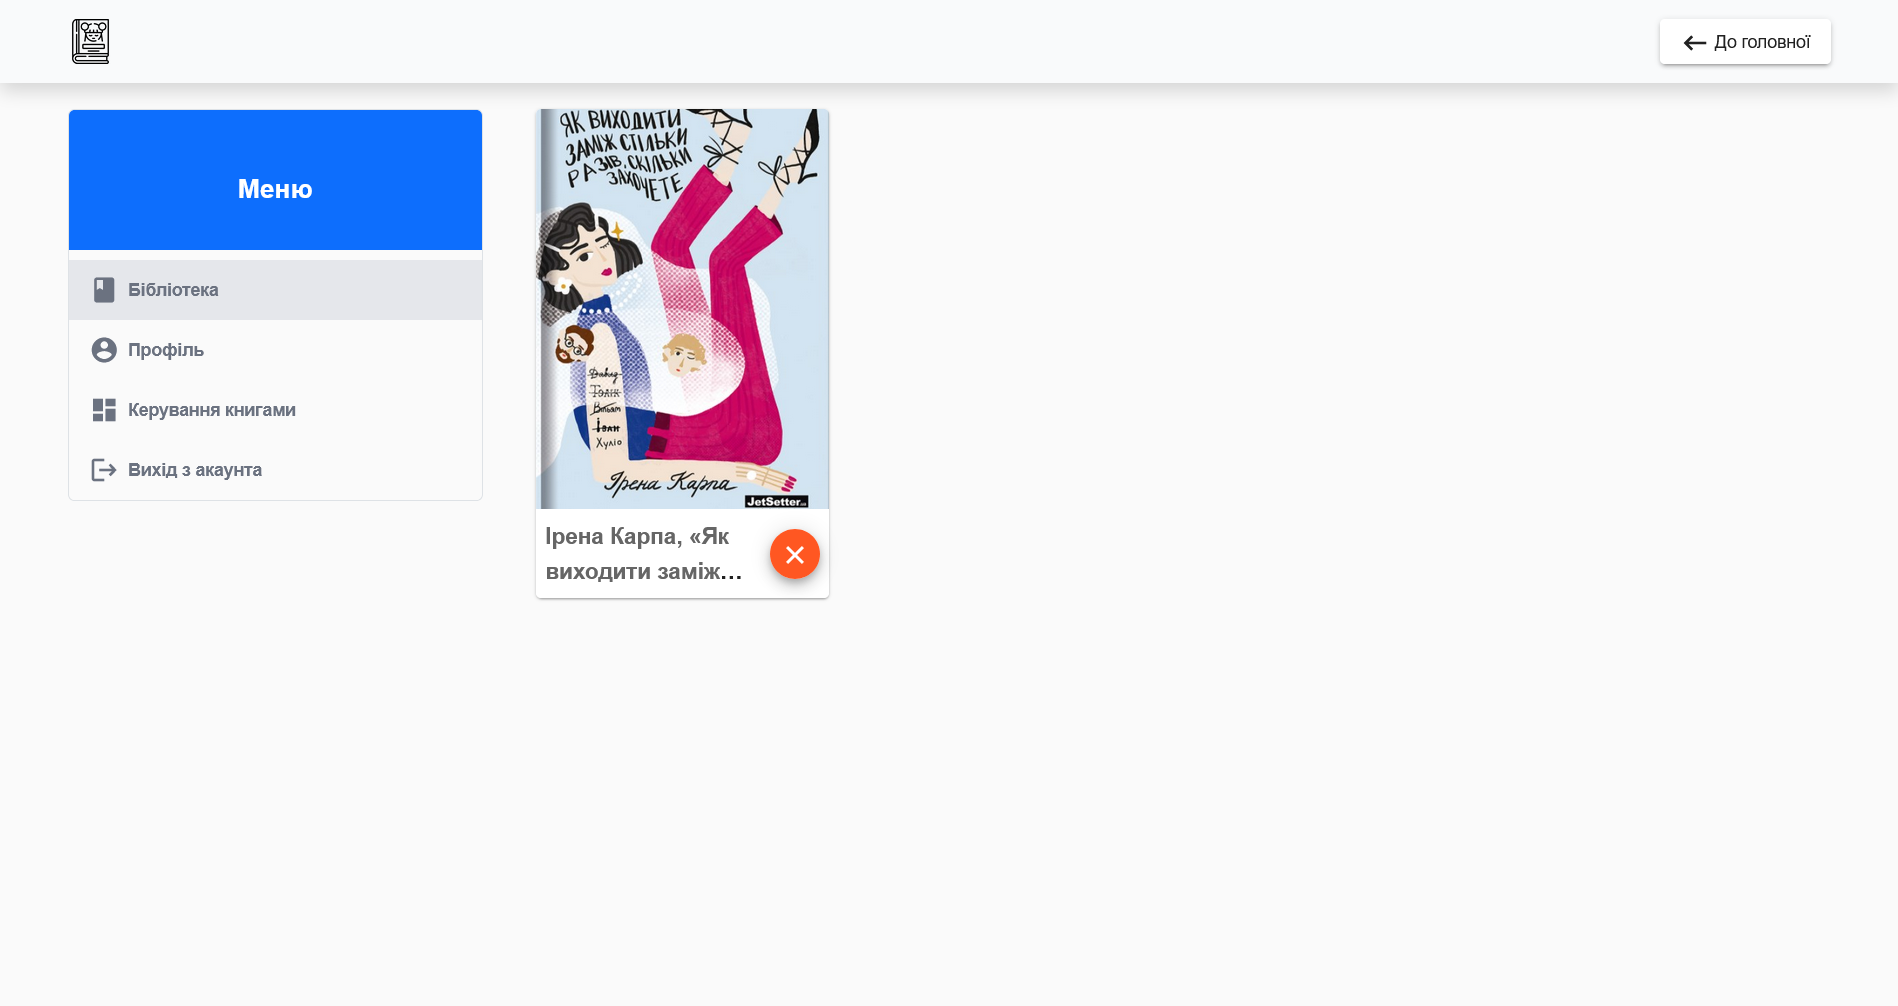 До головної
Меню
Бібліотека
Профіль
Керування книгами
Вихід з акаунта
ЯК ВИХОДИТИ
ЗАМІЖ СТІЛЬКИ
РАЗІВ, СКІЛЬКИ
ЗАХОЧЕТЕ
Давид
Толік
Вільям
Іван
Хуліо
Ірена Карпа
JetSetter
Ірена Карпа, «Як
виходити заміж...